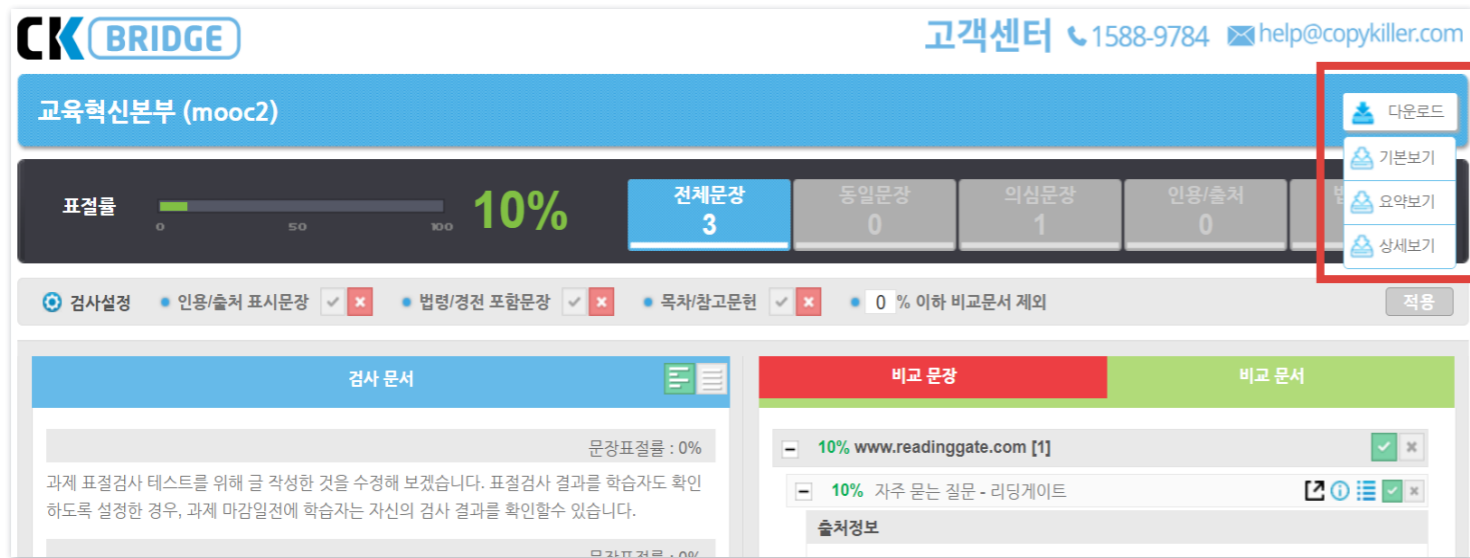 CK BRIDGE
고객센터 1588-9784 help@copykiller.com
교육혁신본부 (mooc2)
다운로드
기본보기
요약보기
상세보기
표절률
0 50 100
10%
전체문장 동일문장 의심문장 인용/출처
3 0 1 0
검사설정 인용/출처 표시문장 법령/경전 포함문장 목차/참고문헌 0 % 이하 비교문서 제외 적용
검사 문서
비교 문장 비교 문서
문장표절률 : 0%
과제 표절검사 테스트를 위해 글 작성한 것을 수정해 보겠습니다. 표절검사 결과를 학습자도 확인
하도록 설정한 경우, 과제 마감일전에 학습자는 자신의 검사 결과를 확인할수 있습니다.
문장표절률 : 0%
10% www.readinggate.com [1]
10% 자주 묻는 질문 - 리딩게이트
출처정보